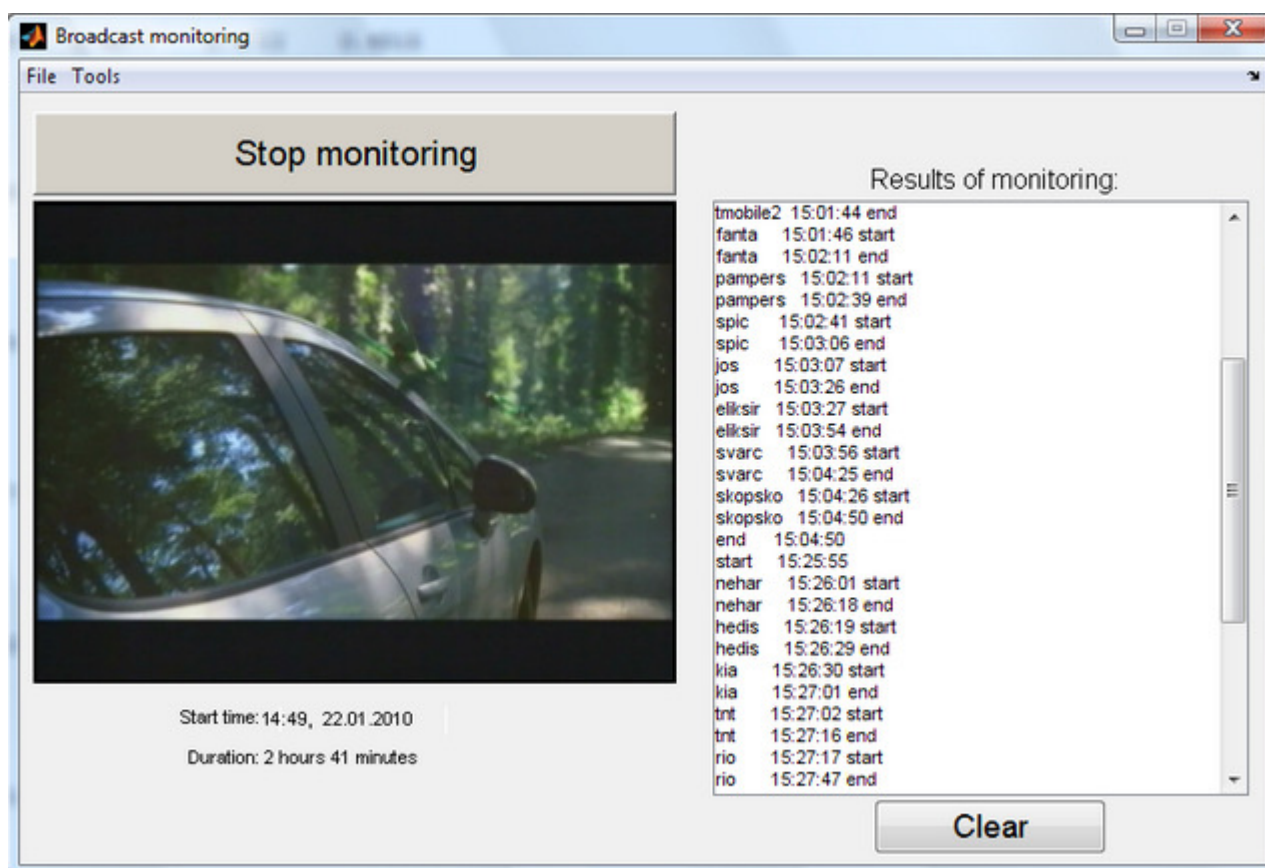 Broadcast monitoring
File Tools
Stop monitoring
Results of monitoring:
tmobile2 15:01:44 end
fanta 15:01:46 start
fanta 15:02:11 end
pampers 15:02:11 start
pampers 15:02:39 end
spic 15:02:41 start
spic 15:03:06 end
jos 15:03:07 start
jos 15:03:26 end
eliksir 15:03:27 start
eliksir 15:03:54 end
svarc 15:03:56 start
svarc 15:04:25 end
skopsko 15:04:26 start
skopsko 15:04:50 end
end 15:04:50
start 15:25:55
nehar 15:26:01 start
nehar 15:26:18 end
hedis 15:26:19 start
hedis 15:26:29 end
kia 15:26:30 start
kia 15:27:01 end
tnt 15:27:02 start
tnt 15:27:16 end
rio 15:27:17 start
rio 15:27:47 end
Start time: 14:49, 22.01.2010
Duration: 2 hours 41 minutes
Clear